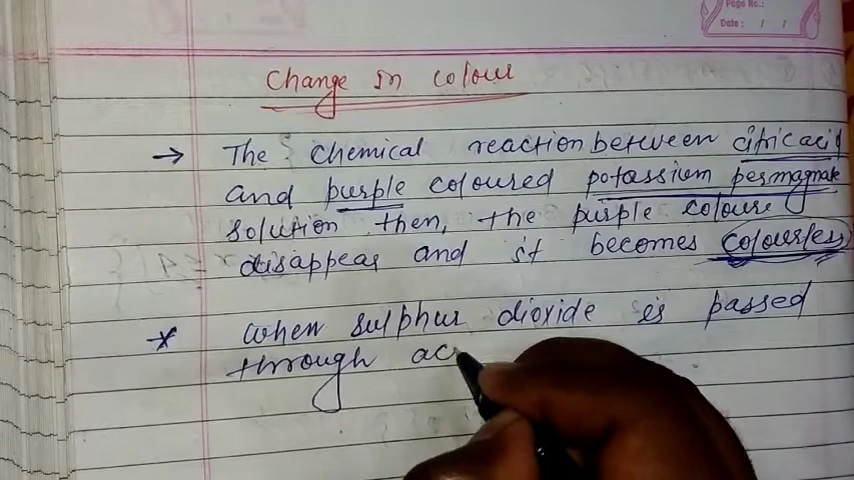 Page No.:
Date: / /
Change in colour
→ The chemical reaction between citric acid
and purple coloured potassium permagnate
solution then, the purple coloure
disappear and it becomes colourless
* when sulphur dioxide is passed
through ac